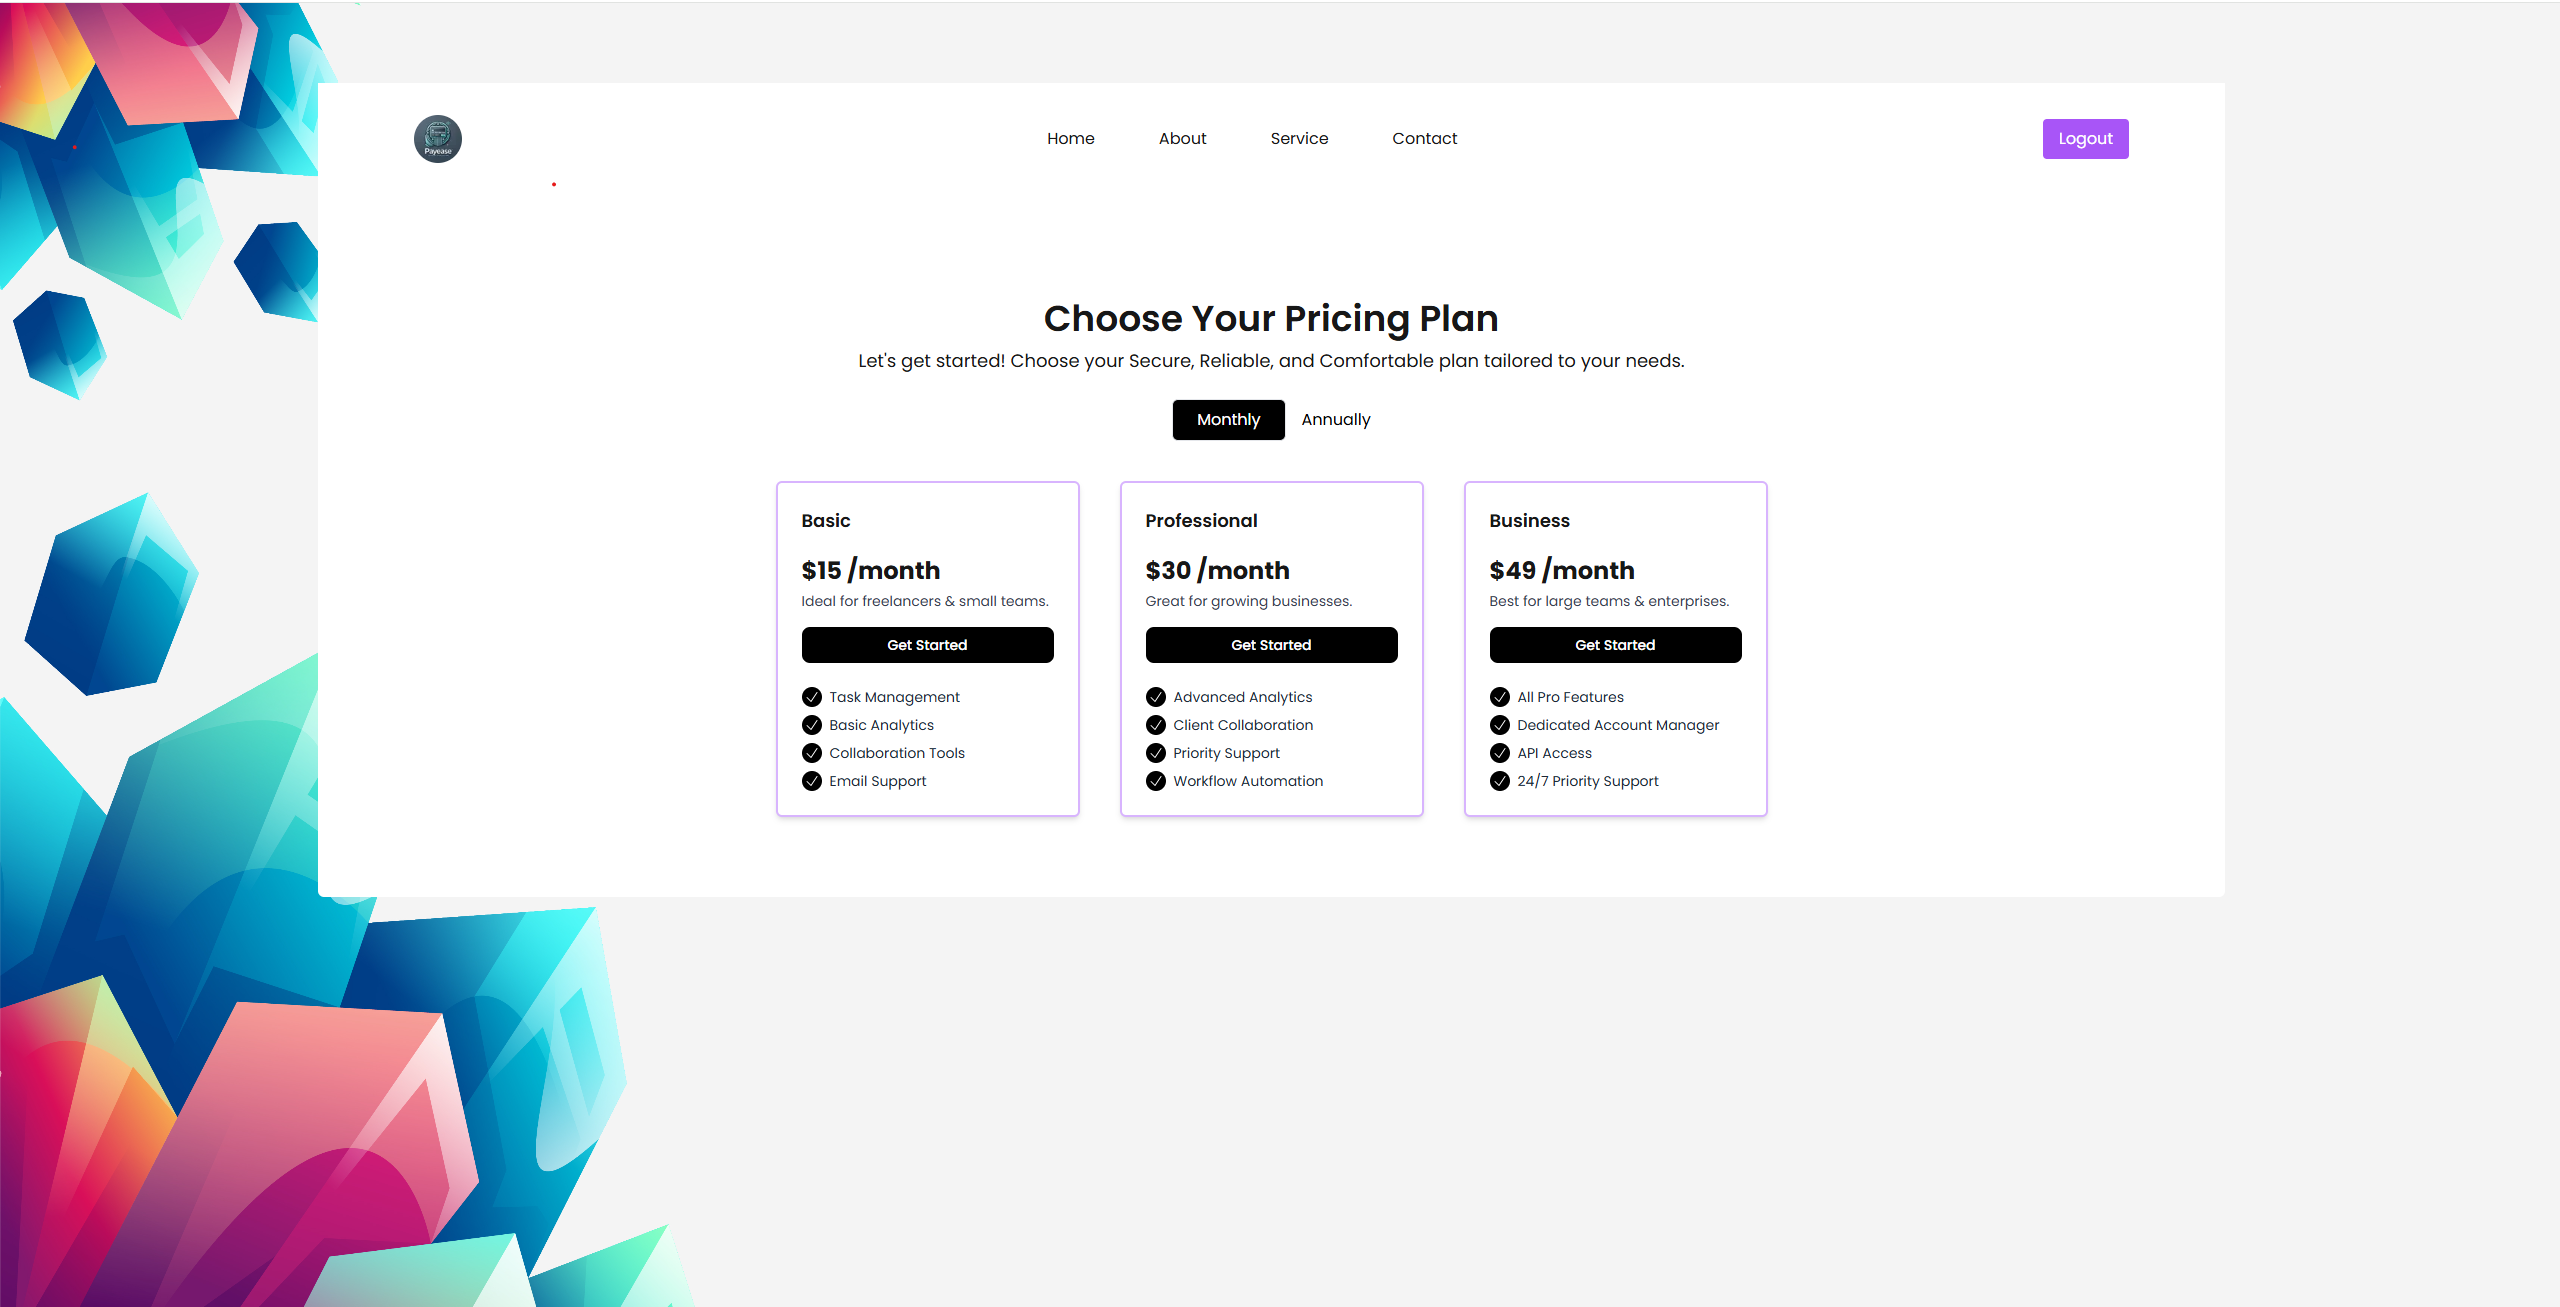 Payease
Home About Service Contact
Logout
Choose Your Pricing Plan
Let's get started! Choose your Secure, Reliable, and Comfortable plan tailored to your needs.
Monthly Annually
Basic
$15 /month
Ideal for freelancers & small teams.
Get Started
Task Management
Basic Analytics
Collaboration Tools
Email Support
Professional
$30 /month
Great for growing businesses.
Get Started
Advanced Analytics
Client Collaboration
Priority Support
Workflow Automation
Business
$49 /month
Best for large teams & enterprises.
Get Started
All Pro Features
Dedicated Account Manager
API Access
24/7 Priority Support